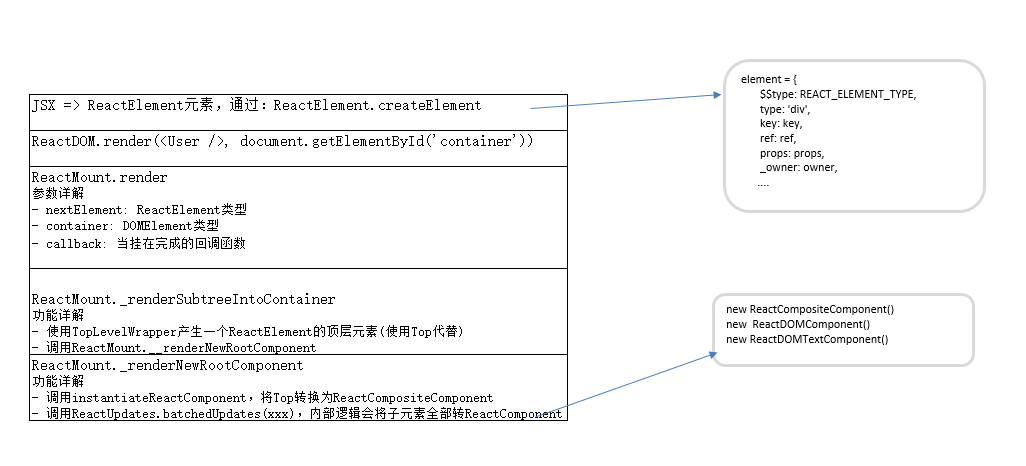 JSX => ReactElement元素，通过：ReactElement.createElement
ReactDOM.render(<User />, document.getElementById('container'))
ReactMount.render
参数详解
- nextElement: ReactElement类型
- container: DOMElement类型
- callback: 当挂在完成的回调函数
ReactMount._renderSubtreeIntoContainer
功能详解
- 使用TopLevelWrapper产生一个ReactElement的顶层元素(使用Top代替)
- 调用ReactMount.__renderNewRootComponent
ReactMount._renderNewRootComponent
功能详解
- 调用instantiateReactComponent，将Top转换为ReactCompositeComponent
- 调用ReactUpdates.batchedUpdates(xxx)，内部逻辑会将子元素全部转ReactComponent
element = {
$$type: REACT_ELEMENT_TYPE,
type: 'div',
key: key,
ref: ref,
props: props,
_owner: owner,
....
new ReactCompositeComponent()
new  ReactDOMComponent()
new ReactDOMTextComponent()